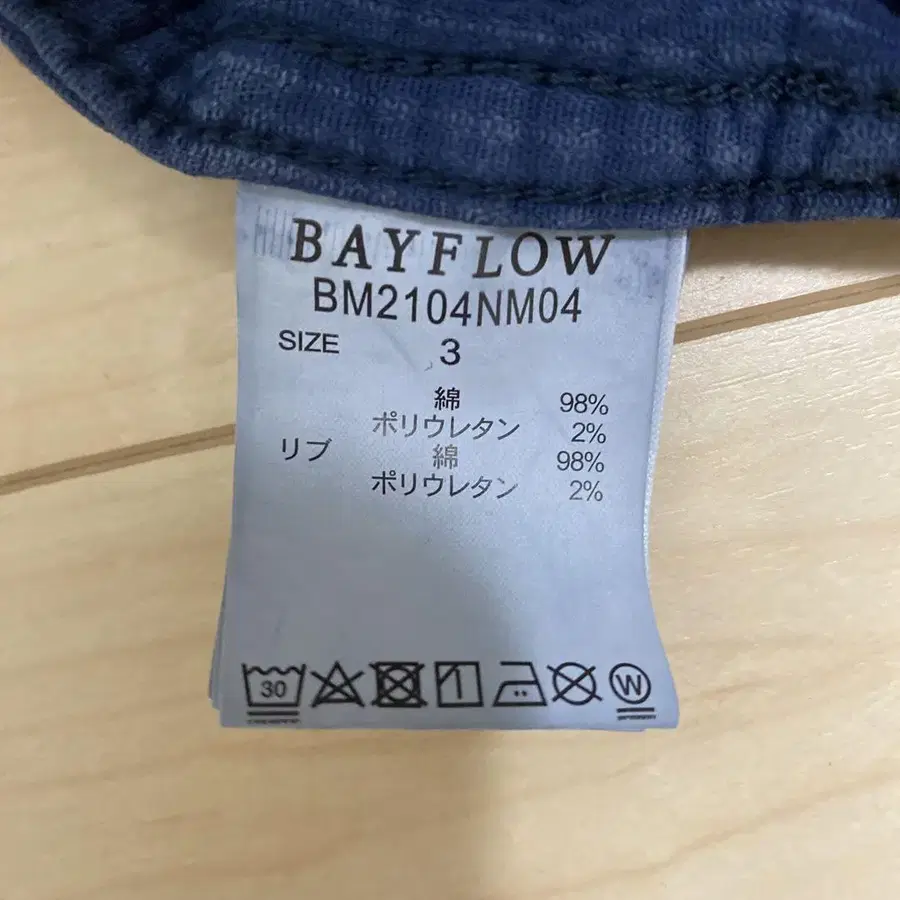 BAYFLOW
BM2104NM04
SIZE 3
綿 98%
ポリウレタン 2%
リブ 綿 98%
ポリウレタン 2%
30 W